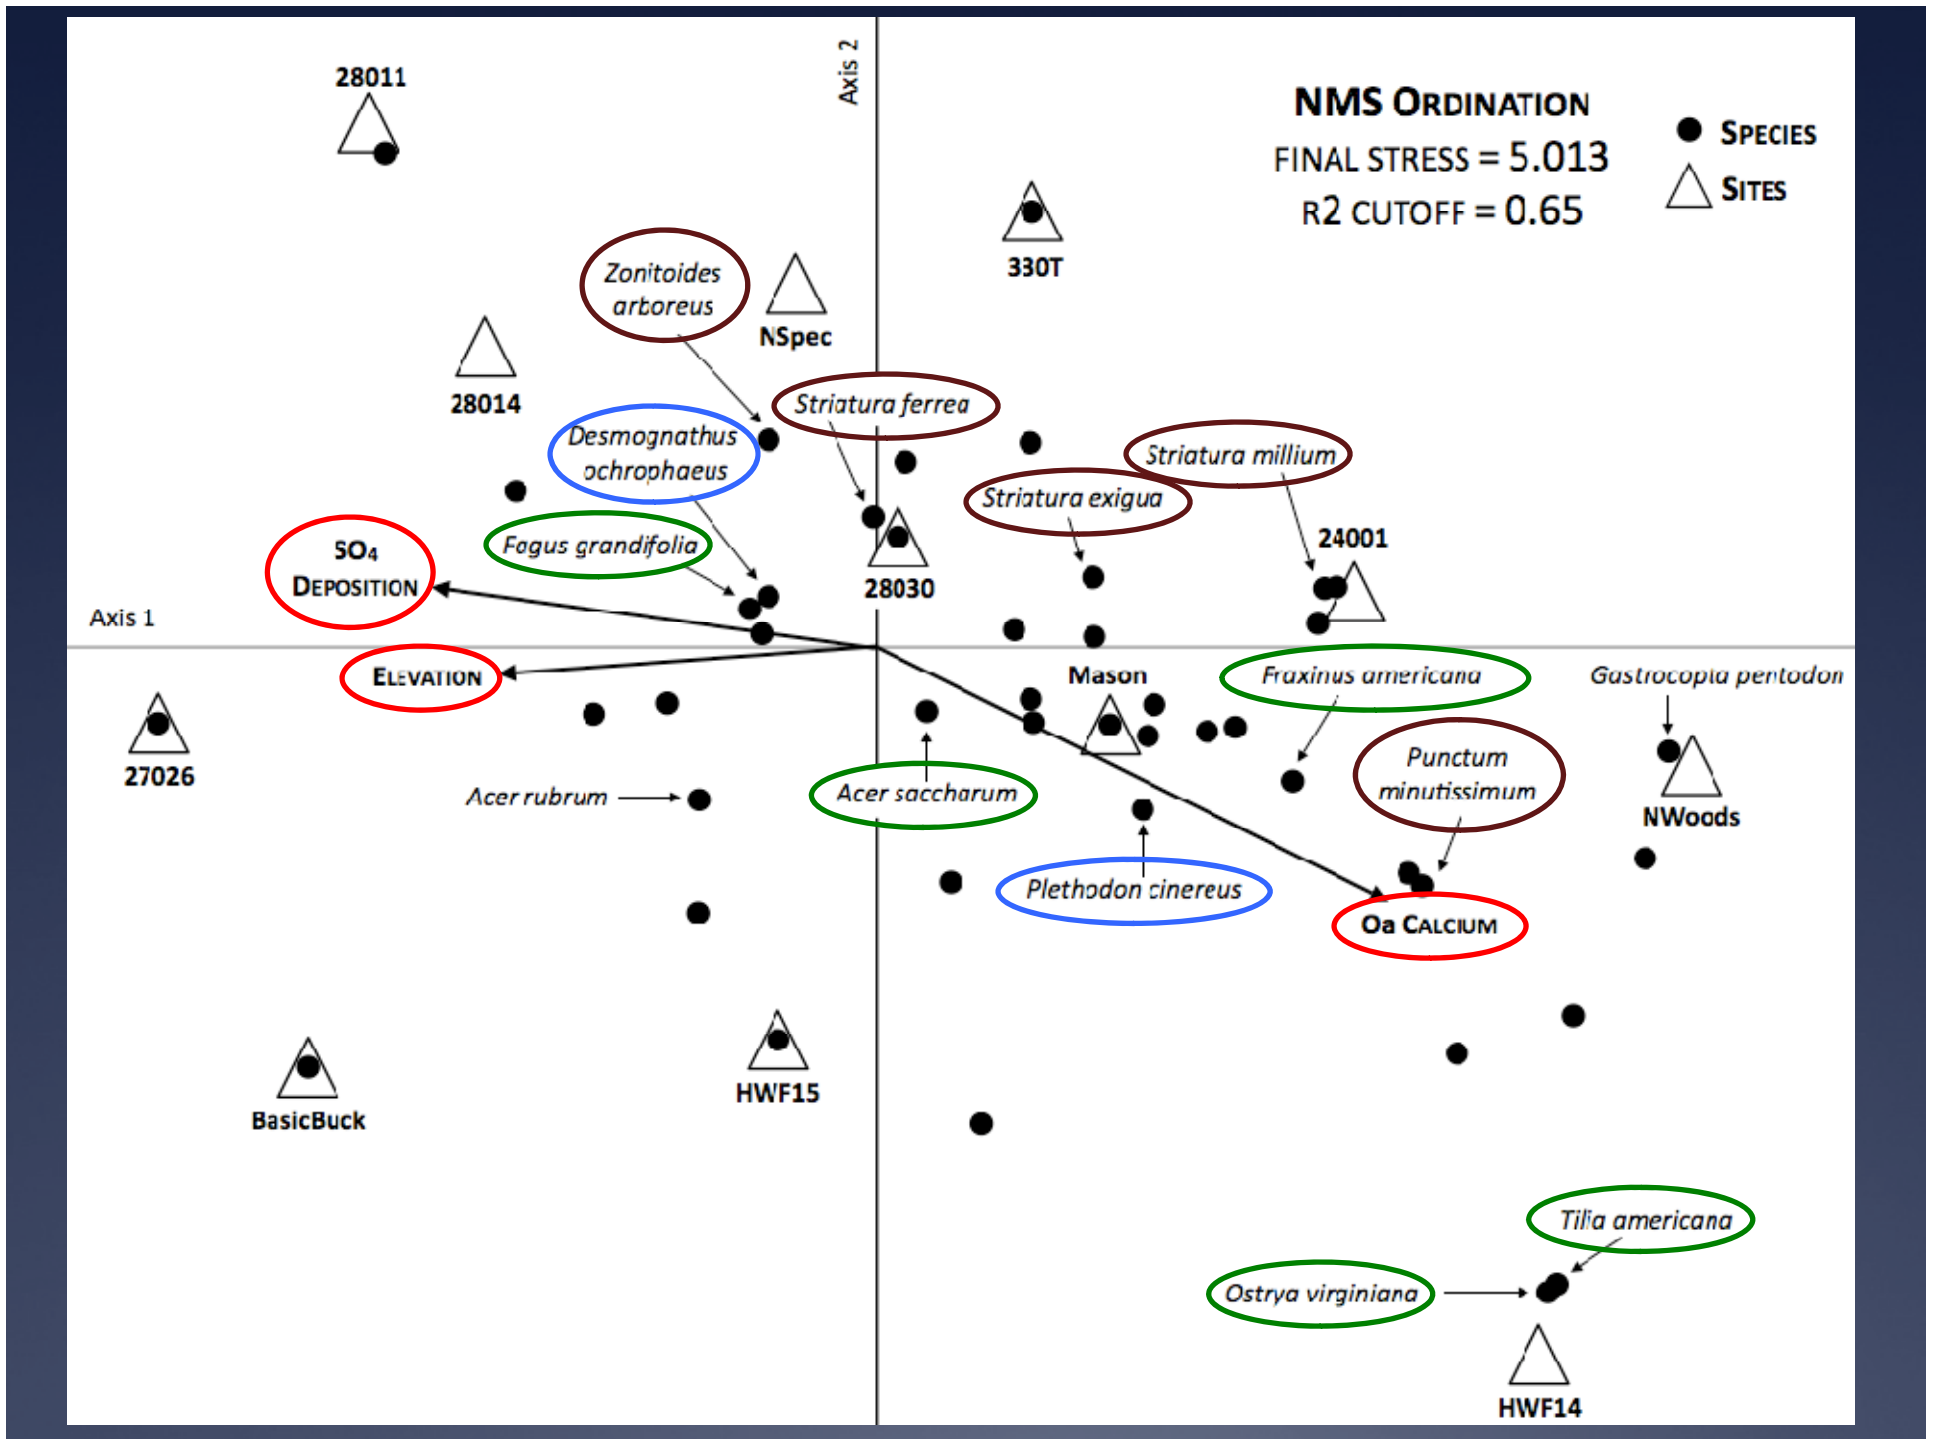 28011
Axis 2
NMS Ordination
Final Stress = 5.013
R2 cutoff = 0.65
Species
Sites
330T
Zonitoides
arboreus
NSpec
28014
Striatura ferrea
Desmognathus
ochrophaeus
Striatura millium
Striatura exigua
Fagus grandifolia
SO4
Deposition
24001
28030
Axis 1
Elevation
Mason
Fraxinus americana
Gastrocopta pentodon
27026
Punctum
minutissimum
Acer rubrum
Acer saccharum
NWoods
Plethodon cinereus
Oa Calcium
BasicBuck
HWF15
Tilia americana
Ostrya virginiana
HWF14